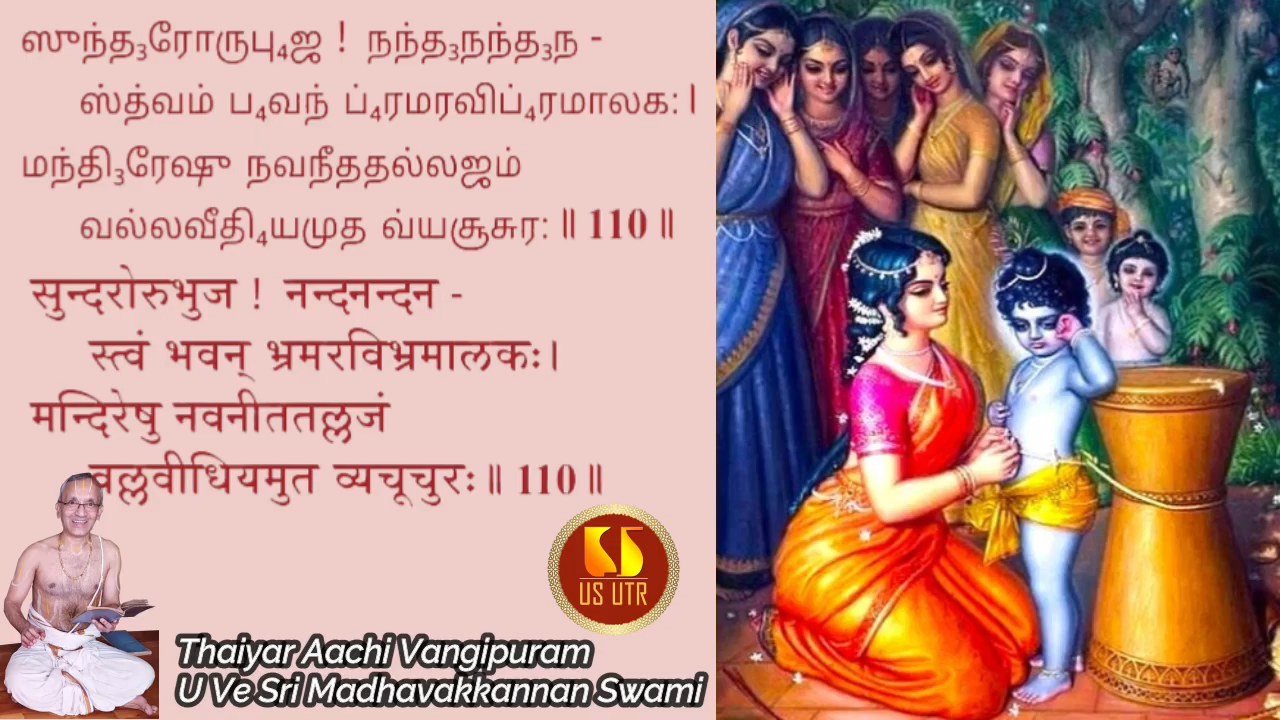 ஸுந்த₃ரோருபு₄ஜ ! நந்த₃நந்த₃ந -
ஸ்த்வம் ப₄வந் ப்₄ரமரவிப்₄ரமாலக: ।
மந்தி₃ரேஷு நவநீததல்லஜம்
வல்லவீதி₄யமுத வ்யசூசுர: ॥ 110 ॥
सुन्दरोरुभुज ! नन्दनन्दन -
स्त्वं भवन् भ्रमरविभ्रमालकः।
मन्दिरेषु नवनीततल्लजं
वल्लवीधियमुत व्यचूचुरः ॥ 110 ॥
US UTR
Thaiyar Aachi Vangipuram
U Ve Sri Madhavakkannan Swami